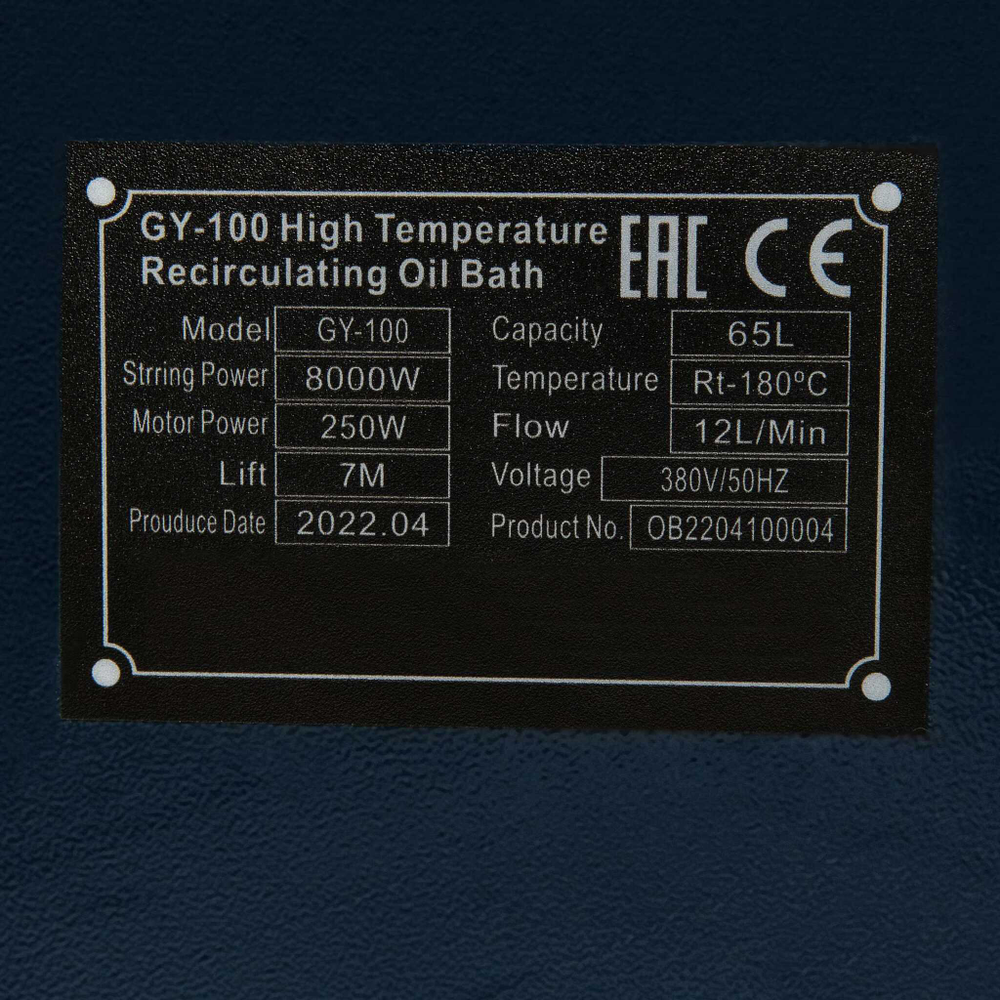 GY-100 High Temperature
Recirculating Oil Bath
EAC CE
Model GY-100 Capacity 65L
Strring Power 8000W Temperature Rt-180ºC
Motor Power 250W Flow 12L/Min
Lift 7M Voltage 380V/50HZ
Prouduce Date 2022.04 Product No. OB2204100004